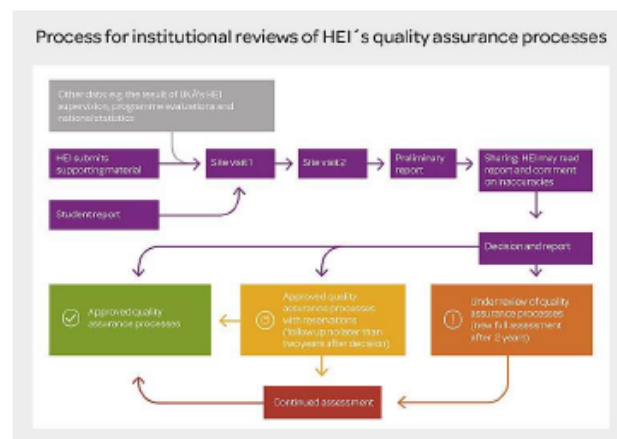 Process for institutional reviews of HEI´s quality assurance processes
Other data: e.g. the result of UKÄ's HEI
supervision, programme evaluations and
national statistics
HEI submits
supporting material
Site visit 1
Site visit 2
Preliminary
report
Sharing: HEI may read
report and comment
on inaccuracies
Student report
Decision and report
Approved quality
assurance processes
Approved quality
assurance processes
with reservations
(follow up no later than
two years after decision)
Under review of quality
assurance processes
(new full assessment
after 2 years)
Continued assessment